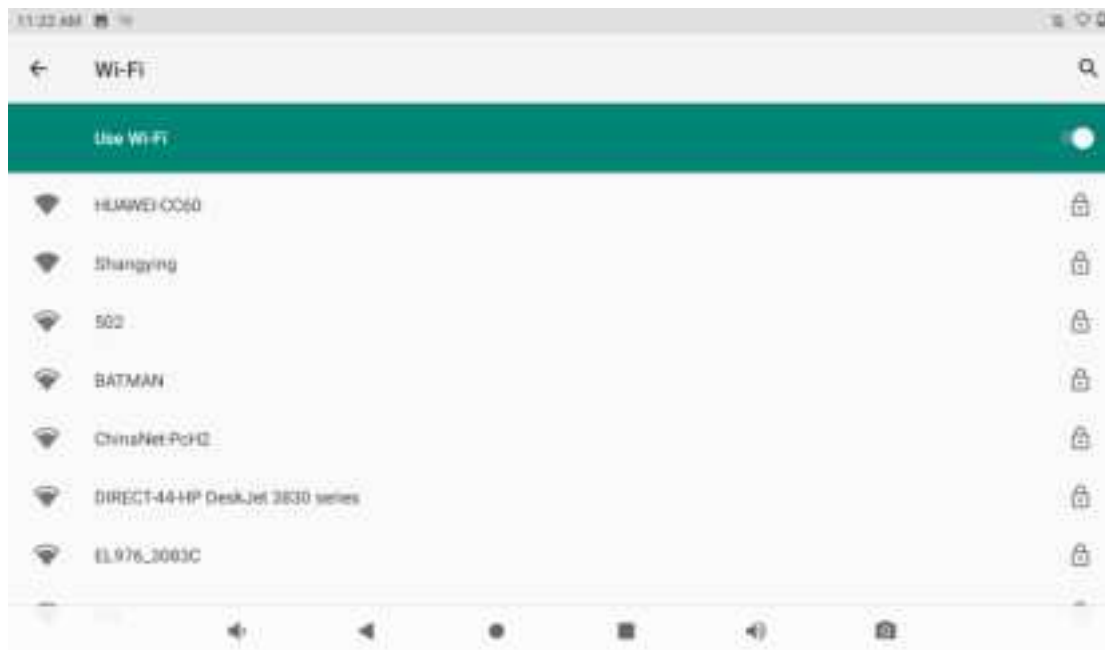 11:22 AM
Wi-Fi
Use Wi-Fi
HUAWEI-CC60
Shangying
502
BATMAN
ChinaNet-PcH2
DIRECT-44-HP DeskJet 3830 series